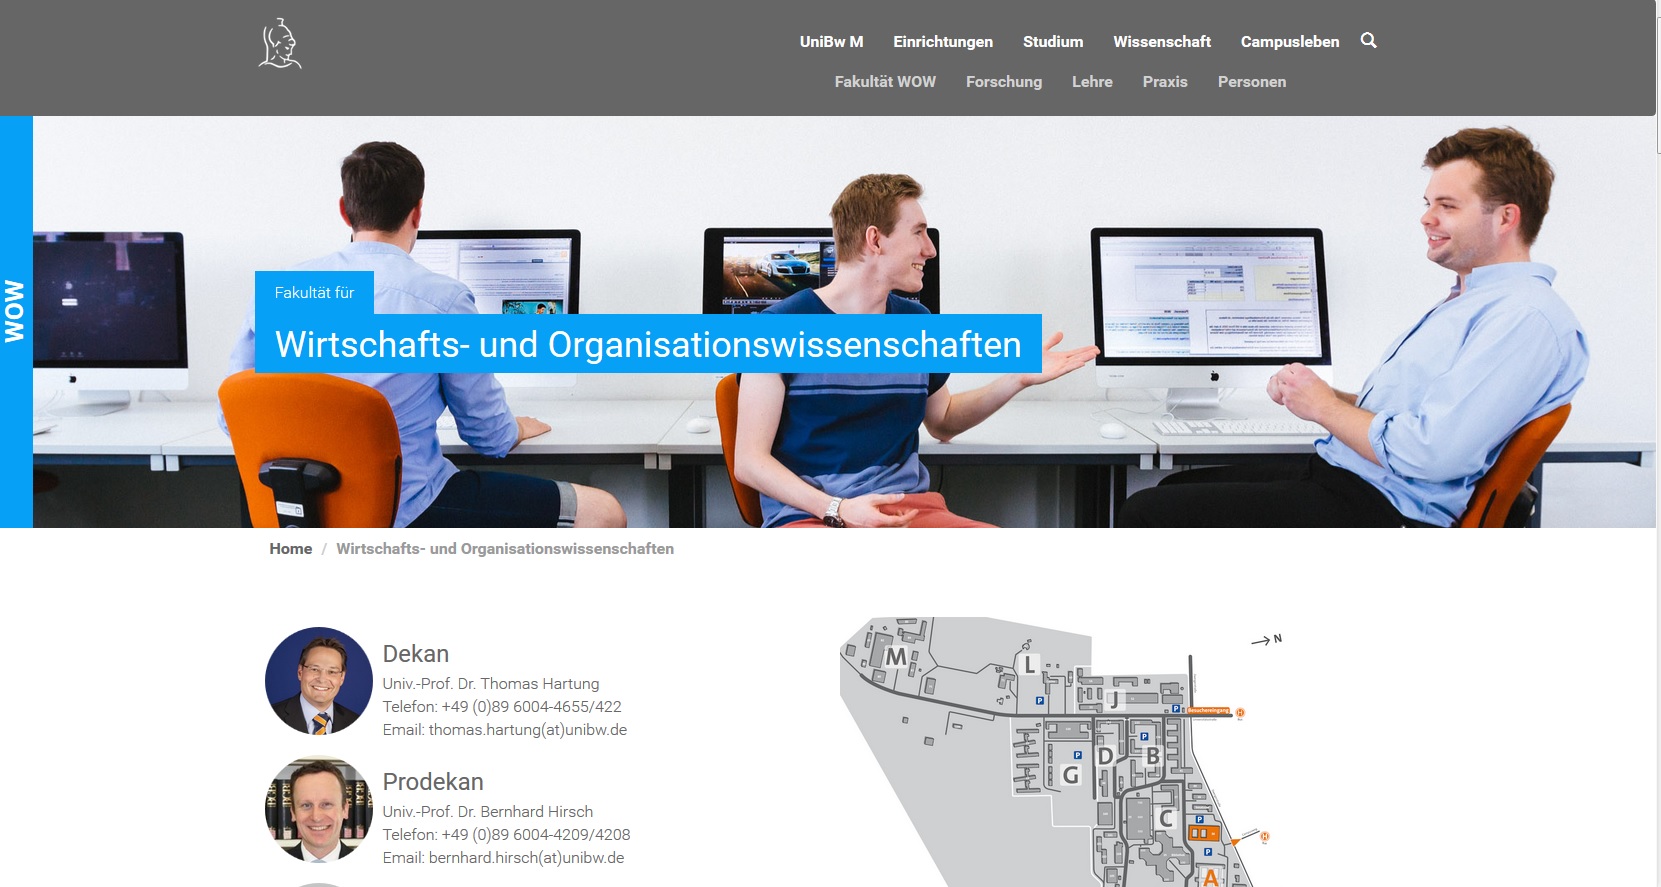 UniBw M Einrichtungen Studium Wissenschaft Campusleben
Fakultät WOW Forschung Lehre Praxis Personen
WOW
Fakultät für
Wirtschafts- und Organisationswissenschaften
Home / Wirtschafts- und Organisationswissenschaften
Dekan
Univ.-Prof. Dr. Thomas Hartung
Telefon: +49 (0)89 6004-4655/422
Email: thomas.hartung(at)unibw.de
Prodekan
Univ.-Prof. Dr. Bernhard Hirsch
Telefon: +49 (0)89 6004-4209/4208
Email: bernhard.hirsch(at)unibw.de
N
M
L
P
J
P
Besuchereingang
H
P
D
B
P
G
C
P
H
P
A